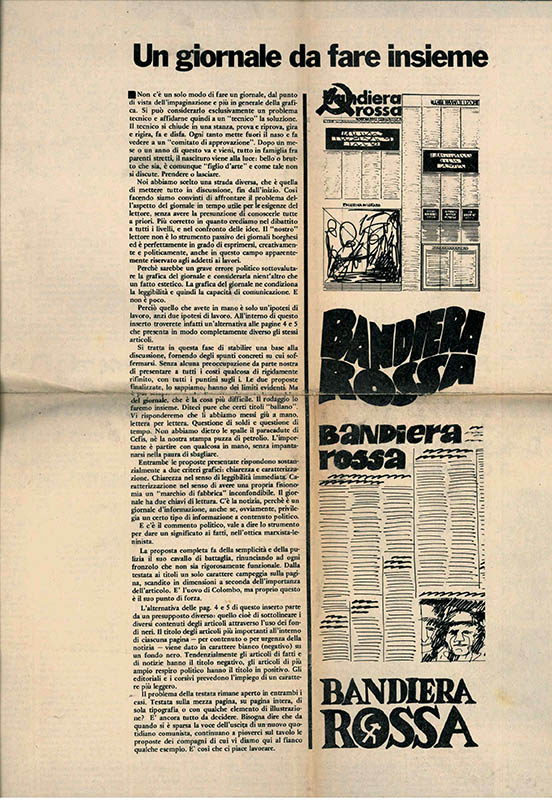 Un giornale da fare insieme
Non c'è un solo modo di fare un giornale, dal punto
di vista dell'impaginazione e più in generale della grafi-
ca. Si può considerarlo esclusivamente un problema
tecnico e affidarne quindi a un "tecnico" la soluzione.
Il tecnico si chiude in una stanza, prova e riprova, gira
e rigira, fa e disfa. Ogni tanto mette fuori il naso e fa
vedere a un "comitato di approvazione". Dopo un me-
se o un anno di questo va e vieni, tutto in famiglia fra
parenti stretti, il nascituro viene alla luce: bello o brut-
to che sia, è comunque "figlio d'arte" e come tale non
si discute. Prendere o lasciare.
Noi abbiamo scelto una strada diversa, che è quella
di mettere tutto in discussione, fin dall'inizio. Così
facendo siamo convinti di affrontare il problema del-
l'aspetto del giornale in tempo utile per le esigenze del
lettore, senza avere la presunzione di conoscerle tutte
a priori. Più corretto in quanto crediamo nel dibattito
a tutti i livelli, e nel confronto delle idee. Il "nostro"
lettore non è lo strumento passivo dei giornali borghesi
ed è perfettamente in grado di esprimersi, creativamen-
te e politicamente, anche in questo campo apparente-
mente riservato agli addetti ai lavori.
Perchè sarebbe un grave errore politico sottovaluta-
re la grafica del giornale e considerarla nient'altro che
un fatto estetico. La grafica del giornale ne condiziona
la leggibilità e quindi la capacità di comunicazione. E
non è poco.
Perciò quello che avete in mano è solo un'ipotesi di
lavoro, anzi due ipotesi di lavoro. All'interno di questo
inserto troverete infatti un'alternativa alle pagine 4 e 5
che presenta in modo completamente diverso gli stessi
articoli.
Si tratta in questa fase di stabilire una base alla
discussione, fornendo degli spunti concreti su cui sof-
fermarsi. Senza alcuna preoccupazione da parte nostra
di presentare a tutti i costi qualcosa di rigidamente
rifinito, con tutti i puntini sugli i. Le due proposte
finalizzate, lo sappiamo, hanno dei limiti evidenti. Ma
del giornale, che è la cosa più difficile. Il rodaggio lo
faremo insieme. Diteci pure che certi titoli "ballano".
Vi risponderemo che li abbiamo messi giù a mano,
lettera per lettera. Questione di soldi e questione di
tempo. Non abbiamo dietro le spalle il paracadute di
Cefis, nè la nostra stampa puzza di petrolio. L'impor-
tante è partire con qualcosa in mano, senza impanta-
narsi nella paura di sbagliare.
Entrambe le proposte presentate rispondono sostan-
zialmente a due criteri grafici: chiarezza e caratterizza-
zione. Chiarezza nel senso di leggibilità immediata. Ca-
ratterizzazione nel senso di avere una propria fisiono-
mia un "marchio di fabbrica" inconfondibile. Il gior-
nale ha due chiavi di lettura. C'è la notizia, perchè è un
giornale d'informazione, anche se, ovviamente, privile-
gia un certo tipo di informazione a contenuto politico.
E c'è il commento politico, vale a dire lo strumento
per dare un significato ai fatti, nell'ottica marxista-le-
ninista.
La proposta completa fa della semplicità e della pu-
lizia il suo cavallo di battaglia, rinunciando ad ogni
fronzolo che non sia rigorosamente funzionale. Dalla
testata ai titoli un solo carattere campeggia sulla pagi-
na, scandito in dimensioni a seconda dell'importanza
dell'articolo. E' l'uovo di Colombo, ma proprio questo
è il suo punto di forza.
L'alternativa delle pag. 4 e 5 di questo inserto parte
da un presupposto diverso: quello cioè di sottolineare i
diversi contenuti degli articoli attraverso l'uso dei fon-
di neri. Il titolo degli articoli più importanti all'interno
di ciascuna pagina — per contenuto o per urgenza della
notizia — viene dato in carattere bianco (negativo) su
un fondo nero. Tendenzialmente gli articoli di fatti e
di notizie hanno il titolo negativo, gli articoli di più
ampio respiro politico hanno il titolo in positivo. Gli
editoriali e i corsivi prevedono l'impiego di un caratte-
re più leggero.
Il problema della testata rimane aperto in entrambi i
casi. Testata sulla mezza pagina, su pagina intera, di
sola tipografia o con qualche elemento di illustrazio-
ne? E' ancora tutto da decidere. Bisogna dire che da
quando si è sparsa la voce dell'uscita di un nuovo quo-
tidiano comunista, continuano a pioverci sul tavolo le
proposte dei compagni di cui vi diamo qui al fianco
qualche esempio. E' così che ci piace lavorare.
Bandiera
rossa
BANDIERA
ROSSA
BANDIERA
ROSSA
BANDIERA
ROSSA